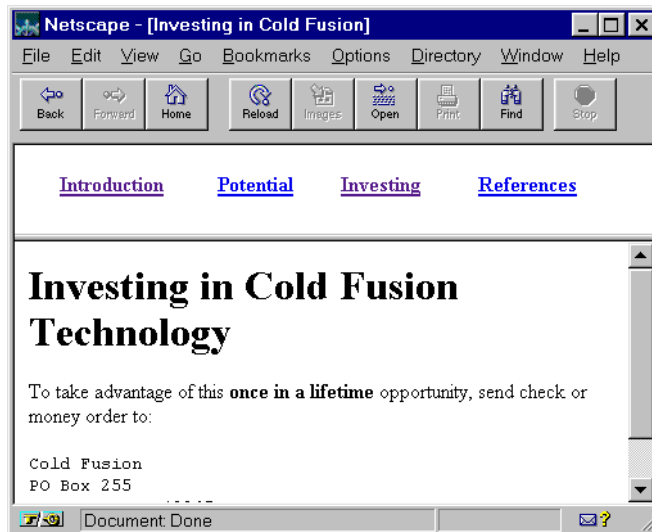 Netscape - [Investing in Cold Fusion]
File Edit View Go Bookmarks Options Directory Window Help
Back Forward Home Reload Images Open Print Find Stop
Introduction Potential Investing References
Investing in Cold Fusion
Technology
To take advantage of this once in a lifetime opportunity, send check or
money order to:
Cold Fusion
PO Box 255
Document: Done